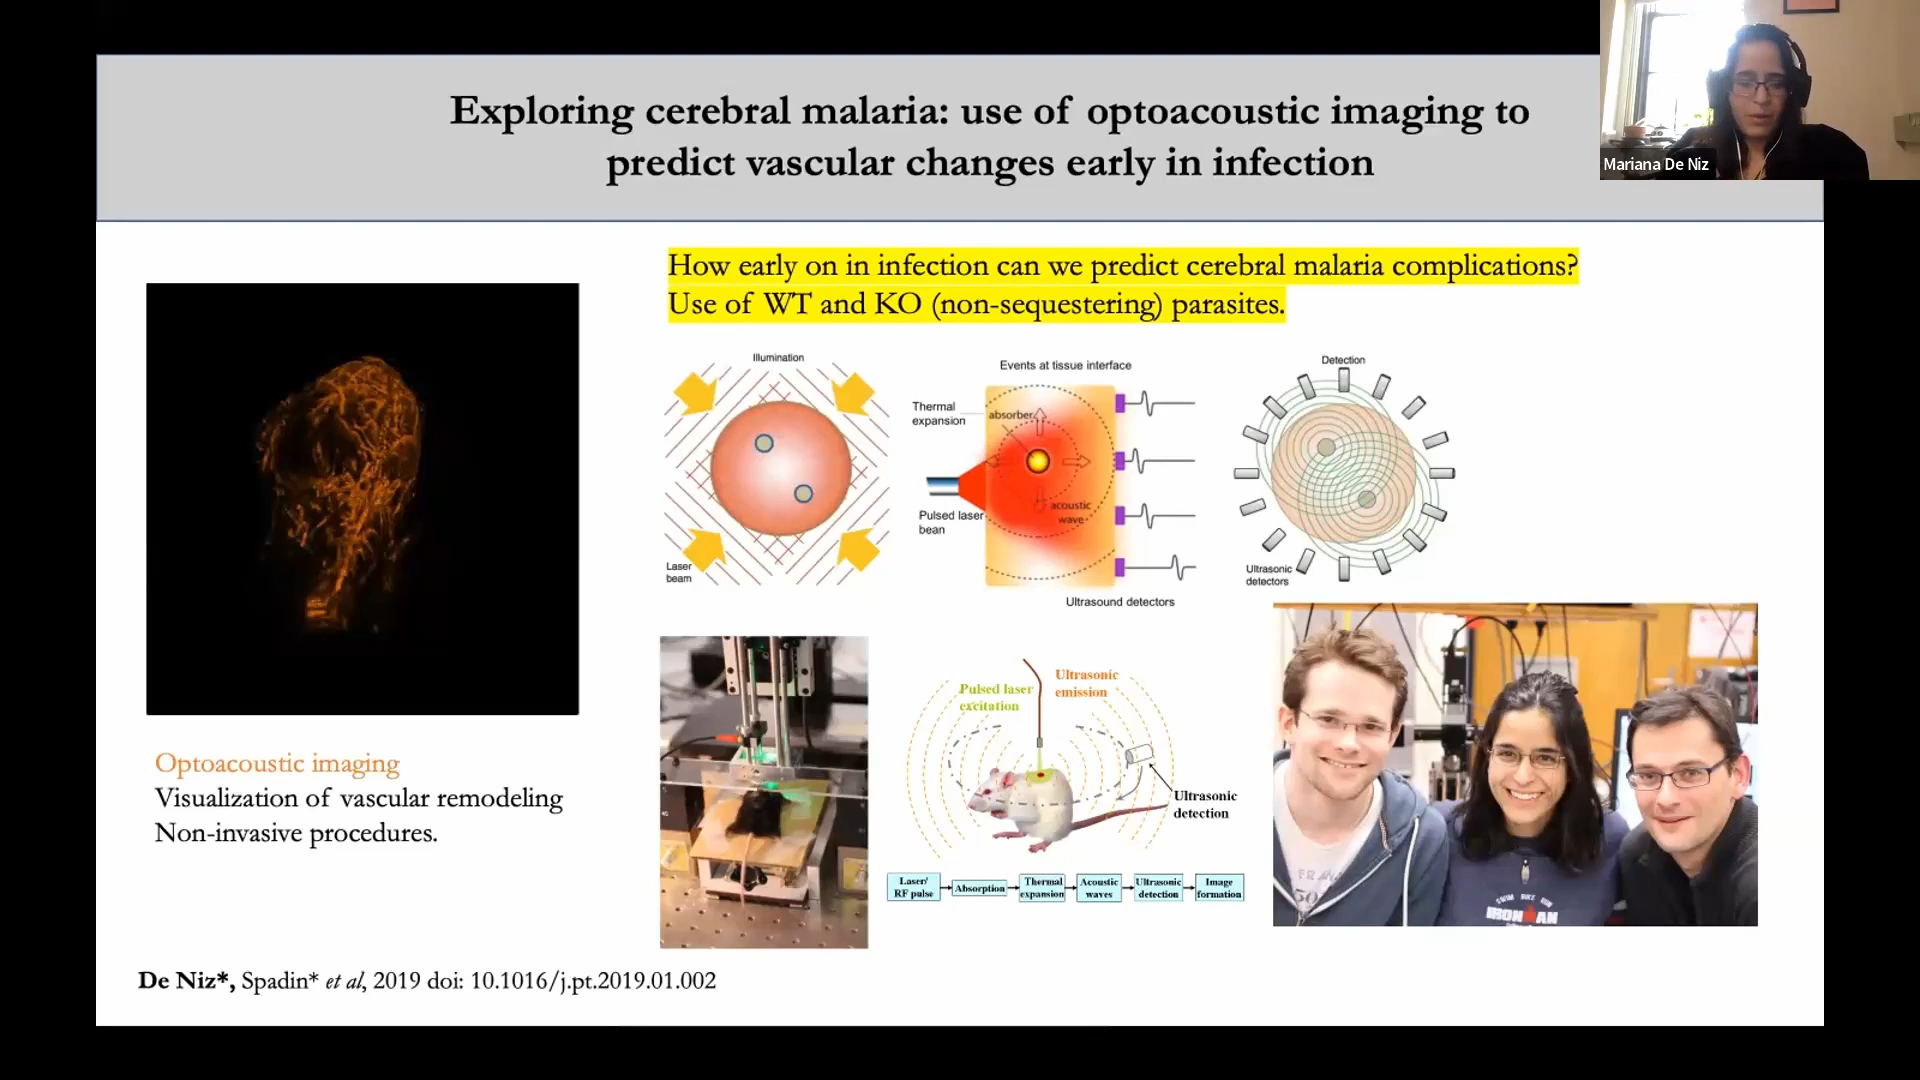 Exploring cerebral malaria: use of optoacoustic imaging to
predict vascular changes early in infection
Mariana De Niz
How early on in infection can we predict cerebral malaria complications?
Use of WT and KO (non-sequestering) parasites.
Illumination
Laser
beam
Events at tissue interface
Thermal
expansion
absorber
Pulsed laser
bean
acoustic
wave
Ultrasound detectors
Detection
Ultrasonic
detectors
Optoacoustic imaging
Visualization of vascular remodeling
Non-invasive procedures.
Pulsed laser
excitation
Ultrasonic
emission
Ultrasonic
detection
Laser/
RF pulse
Absorption
Thermal
expansion
Acoustic
waves
Ultrasonic
detection
Image
formation
SWIM BIKE RUN
De Niz*, Spadin* et al, 2019 doi: 10.1016/j.pt.2019.01.002